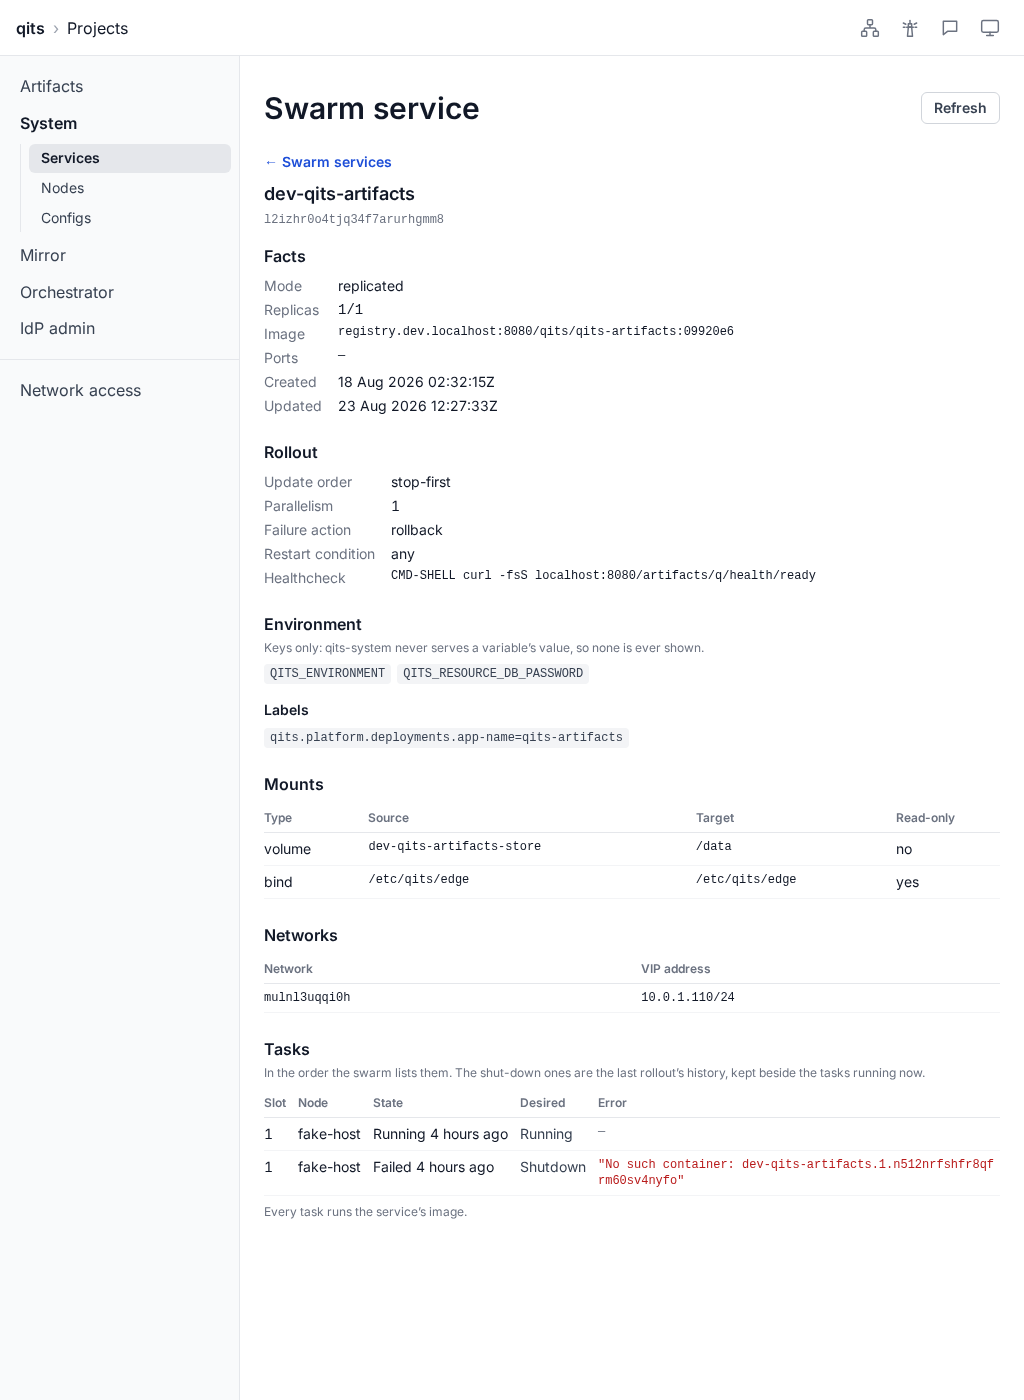 qits › Projects
Artifacts
System
Services
Nodes
Configs
Mirror
Orchestrator
IdP admin
Network access
Swarm service
Refresh
← Swarm services
dev-qits-artifacts
l2izhr0o4tjq34f7arurhgmm8
Facts
Mode replicated
Replicas 1/1
Image registry.dev.localhost:8080/qits/qits-artifacts:09920e6
Ports —
Created 18 Aug 2026 02:32:15Z
Updated 23 Aug 2026 12:27:33Z
Rollout
Update order stop-first
Parallelism 1
Failure action rollback
Restart condition any
Healthcheck CMD-SHELL curl -fsS localhost:8080/artifacts/q/health/ready
Environment
Keys only: qits-system never serves a variable’s value, so none is ever shown.
QITS_ENVIRONMENT QITS_RESOURCE_DB_PASSWORD
Labels
qits.platform.deployments.app-name=qits-artifacts
Mounts
Type Source Target Read-only
volume dev-qits-artifacts-store /data no
bind /etc/qits/edge /etc/qits/edge yes
Networks
Network VIP address
mulnl3uqqi0h 10.0.1.110/24
Tasks
In the order the swarm lists them. The shut-down ones are the last rollout’s history, kept beside the tasks running now.
Slot Node State Desired Error
1 fake-host Running 4 hours ago Running —
1 fake-host Failed 4 hours ago Shutdown "No such container: dev-qits-artifacts.1.n512nrfshfr8qf
rm60sv4nyfo"
Every task runs the service’s image.